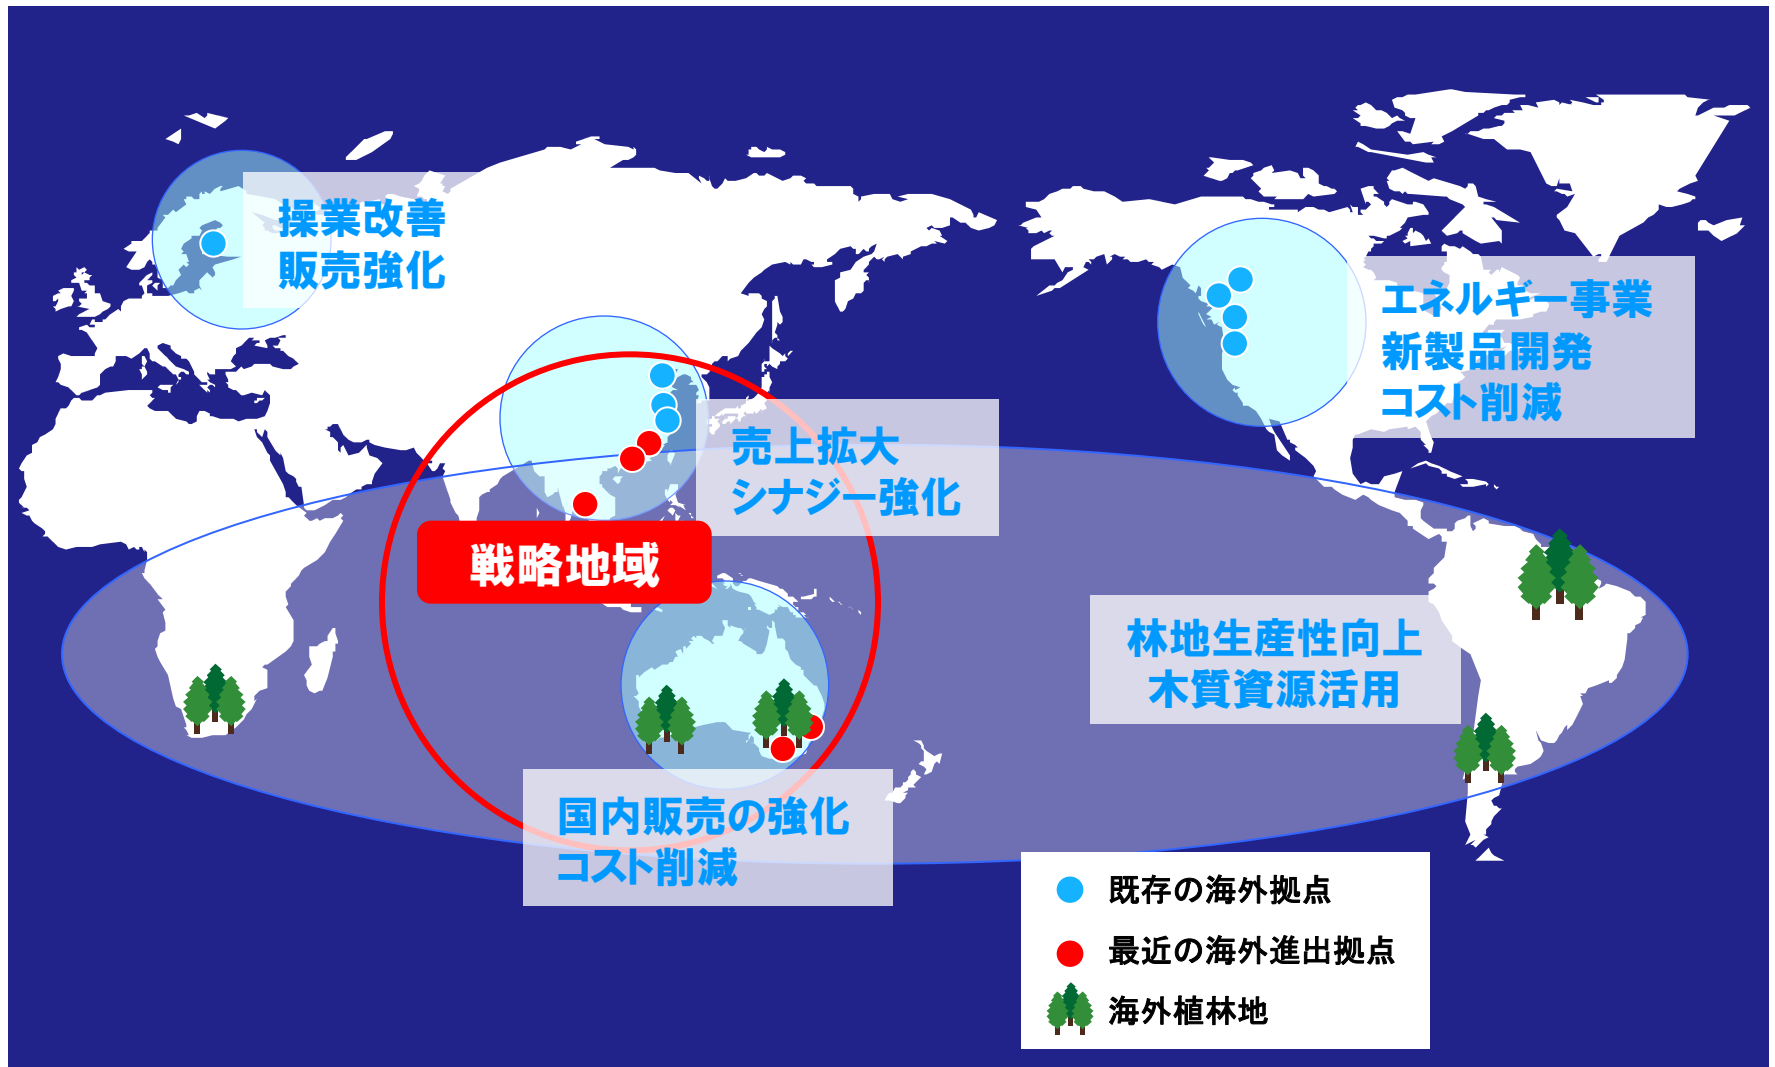 操業改善
販売強化
エネルギー事業
新製品開発
コスト削減
売上拡大
シナジー強化
戦略地域
林地生産性向上
木質資源活用
国内販売の強化
コスト削減
既存の海外拠点
最近の海外進出拠点
海外植林地